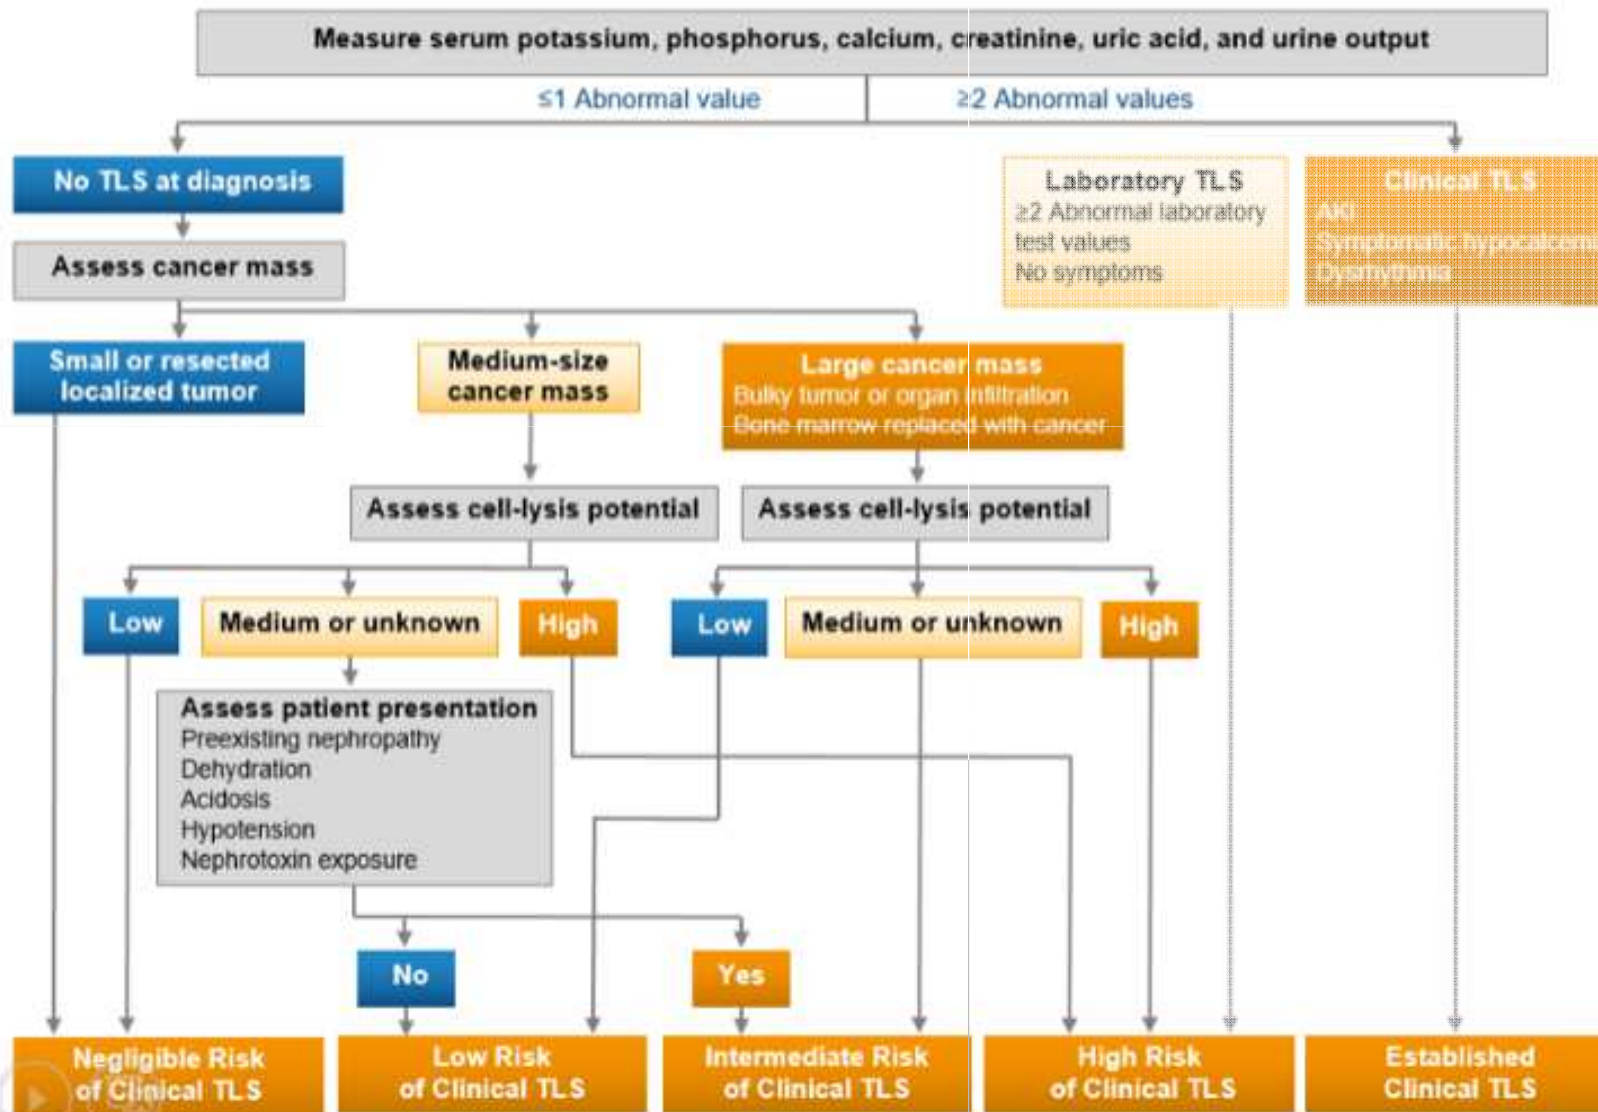 Measure serum potassium, phosphorus, calcium, creatinine, uric acid, and urine output
≤1 Abnormal value
≥2 Abnormal values
No TLS at diagnosis
Laboratory TLS
≥2 Abnormal laboratory
test values
No symptoms
Clinical TLS
AKI
Symptomatic
Assess cancer mass
Small or resected
localized tumor
Medium-size
cancer mass
Large cancer mass
Bulky tumor or organ infiltration
Bone marrow replaced with cancer
Assess cell-lysis potential
Assess cell-lysis potential
Low
Medium or unknown
High
Low
Medium or unknown
High
Assess patient presentation
Preexisting nephropathy
Dehydration
Acidosis
Hypotension
Nephrotoxin exposure
No
Yes
Negligible Risk
of Clinical TLS
Low Risk
of Clinical TLS
Intermediate Risk
of Clinical TLS
High Risk
of Clinical TLS
Established
Clinical TLS